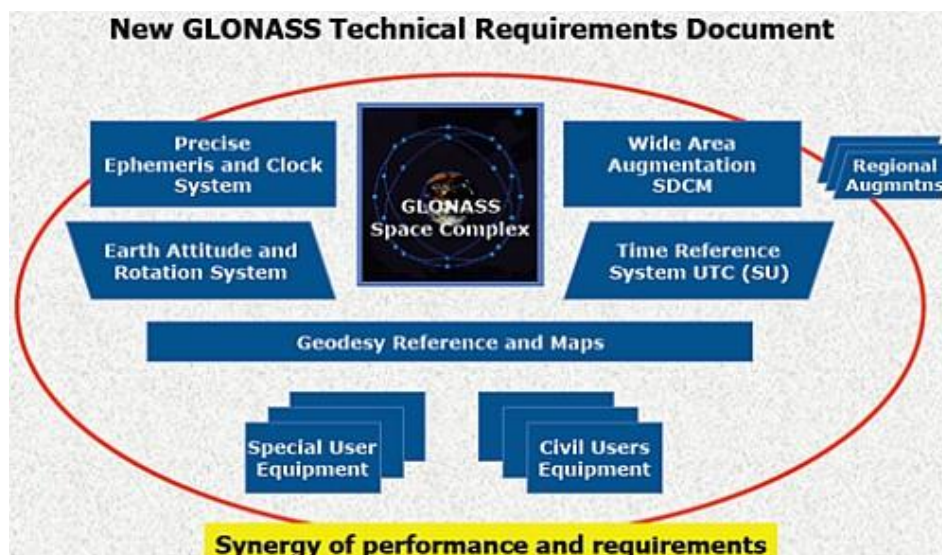 New GLONASS Technical Requirements Document
Precise
Ephemeris and Clock
System
GLONASS
Space Complex
Wide Area
Augmentation
SDCM
Regional
Augmntns
Earth Attitude and
Rotation System
Time Reference
System UTC (SU)
Geodesy Reference and Maps
Special User
Equipment
Civil Users
Equipment
Synergy of performance and requirements